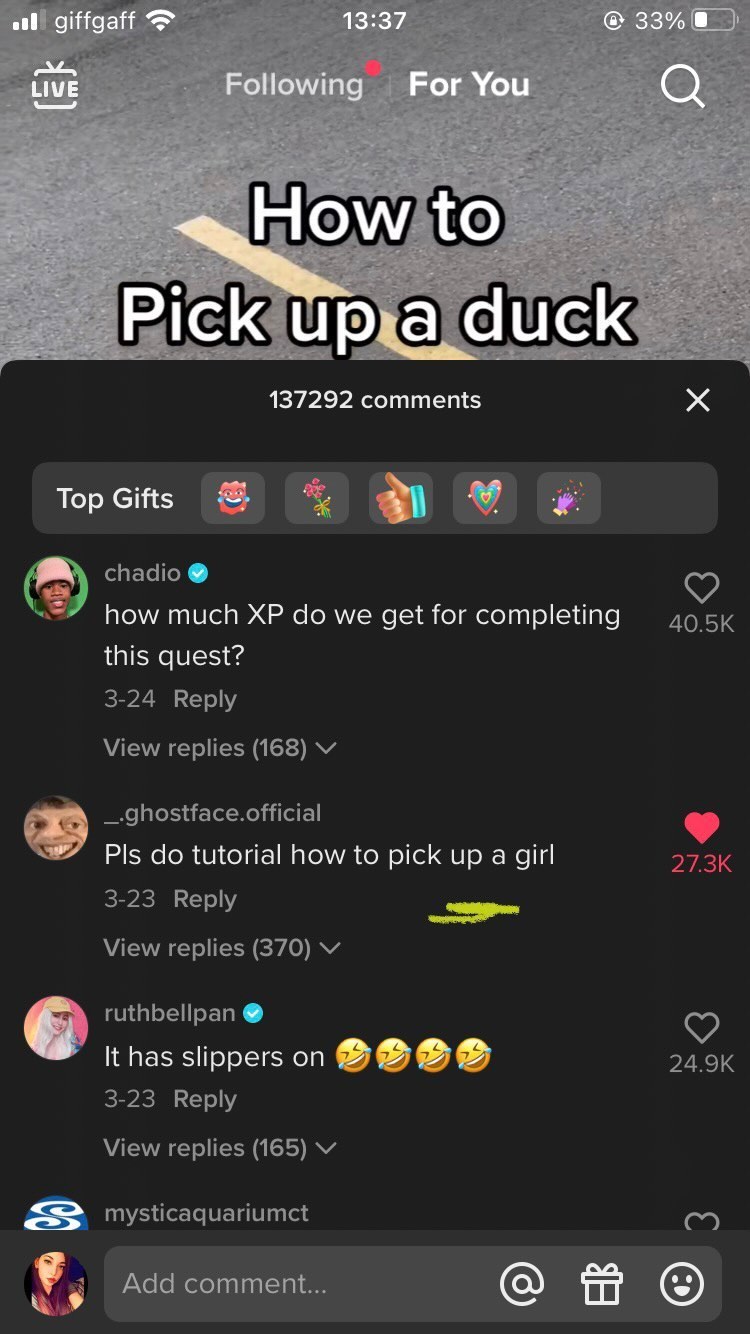 giffgaff
13:37
33%
LIVE
Following
For You
How to
Pick up a duck
137292 comments
Top Gifts
chadio
how much XP do we get for completing
this quest?
40.5K
3-24 Reply
View replies (168)
_.ghostface.official
Pls do tutorial how to pick up a girl
27.3K
3-23 Reply
View replies (370)
ruthbellpan
It has slippers on 🤣🤣🤣🤣
24.9K
3-23 Reply
View replies (165)
mysticaquariumct
Add comment...